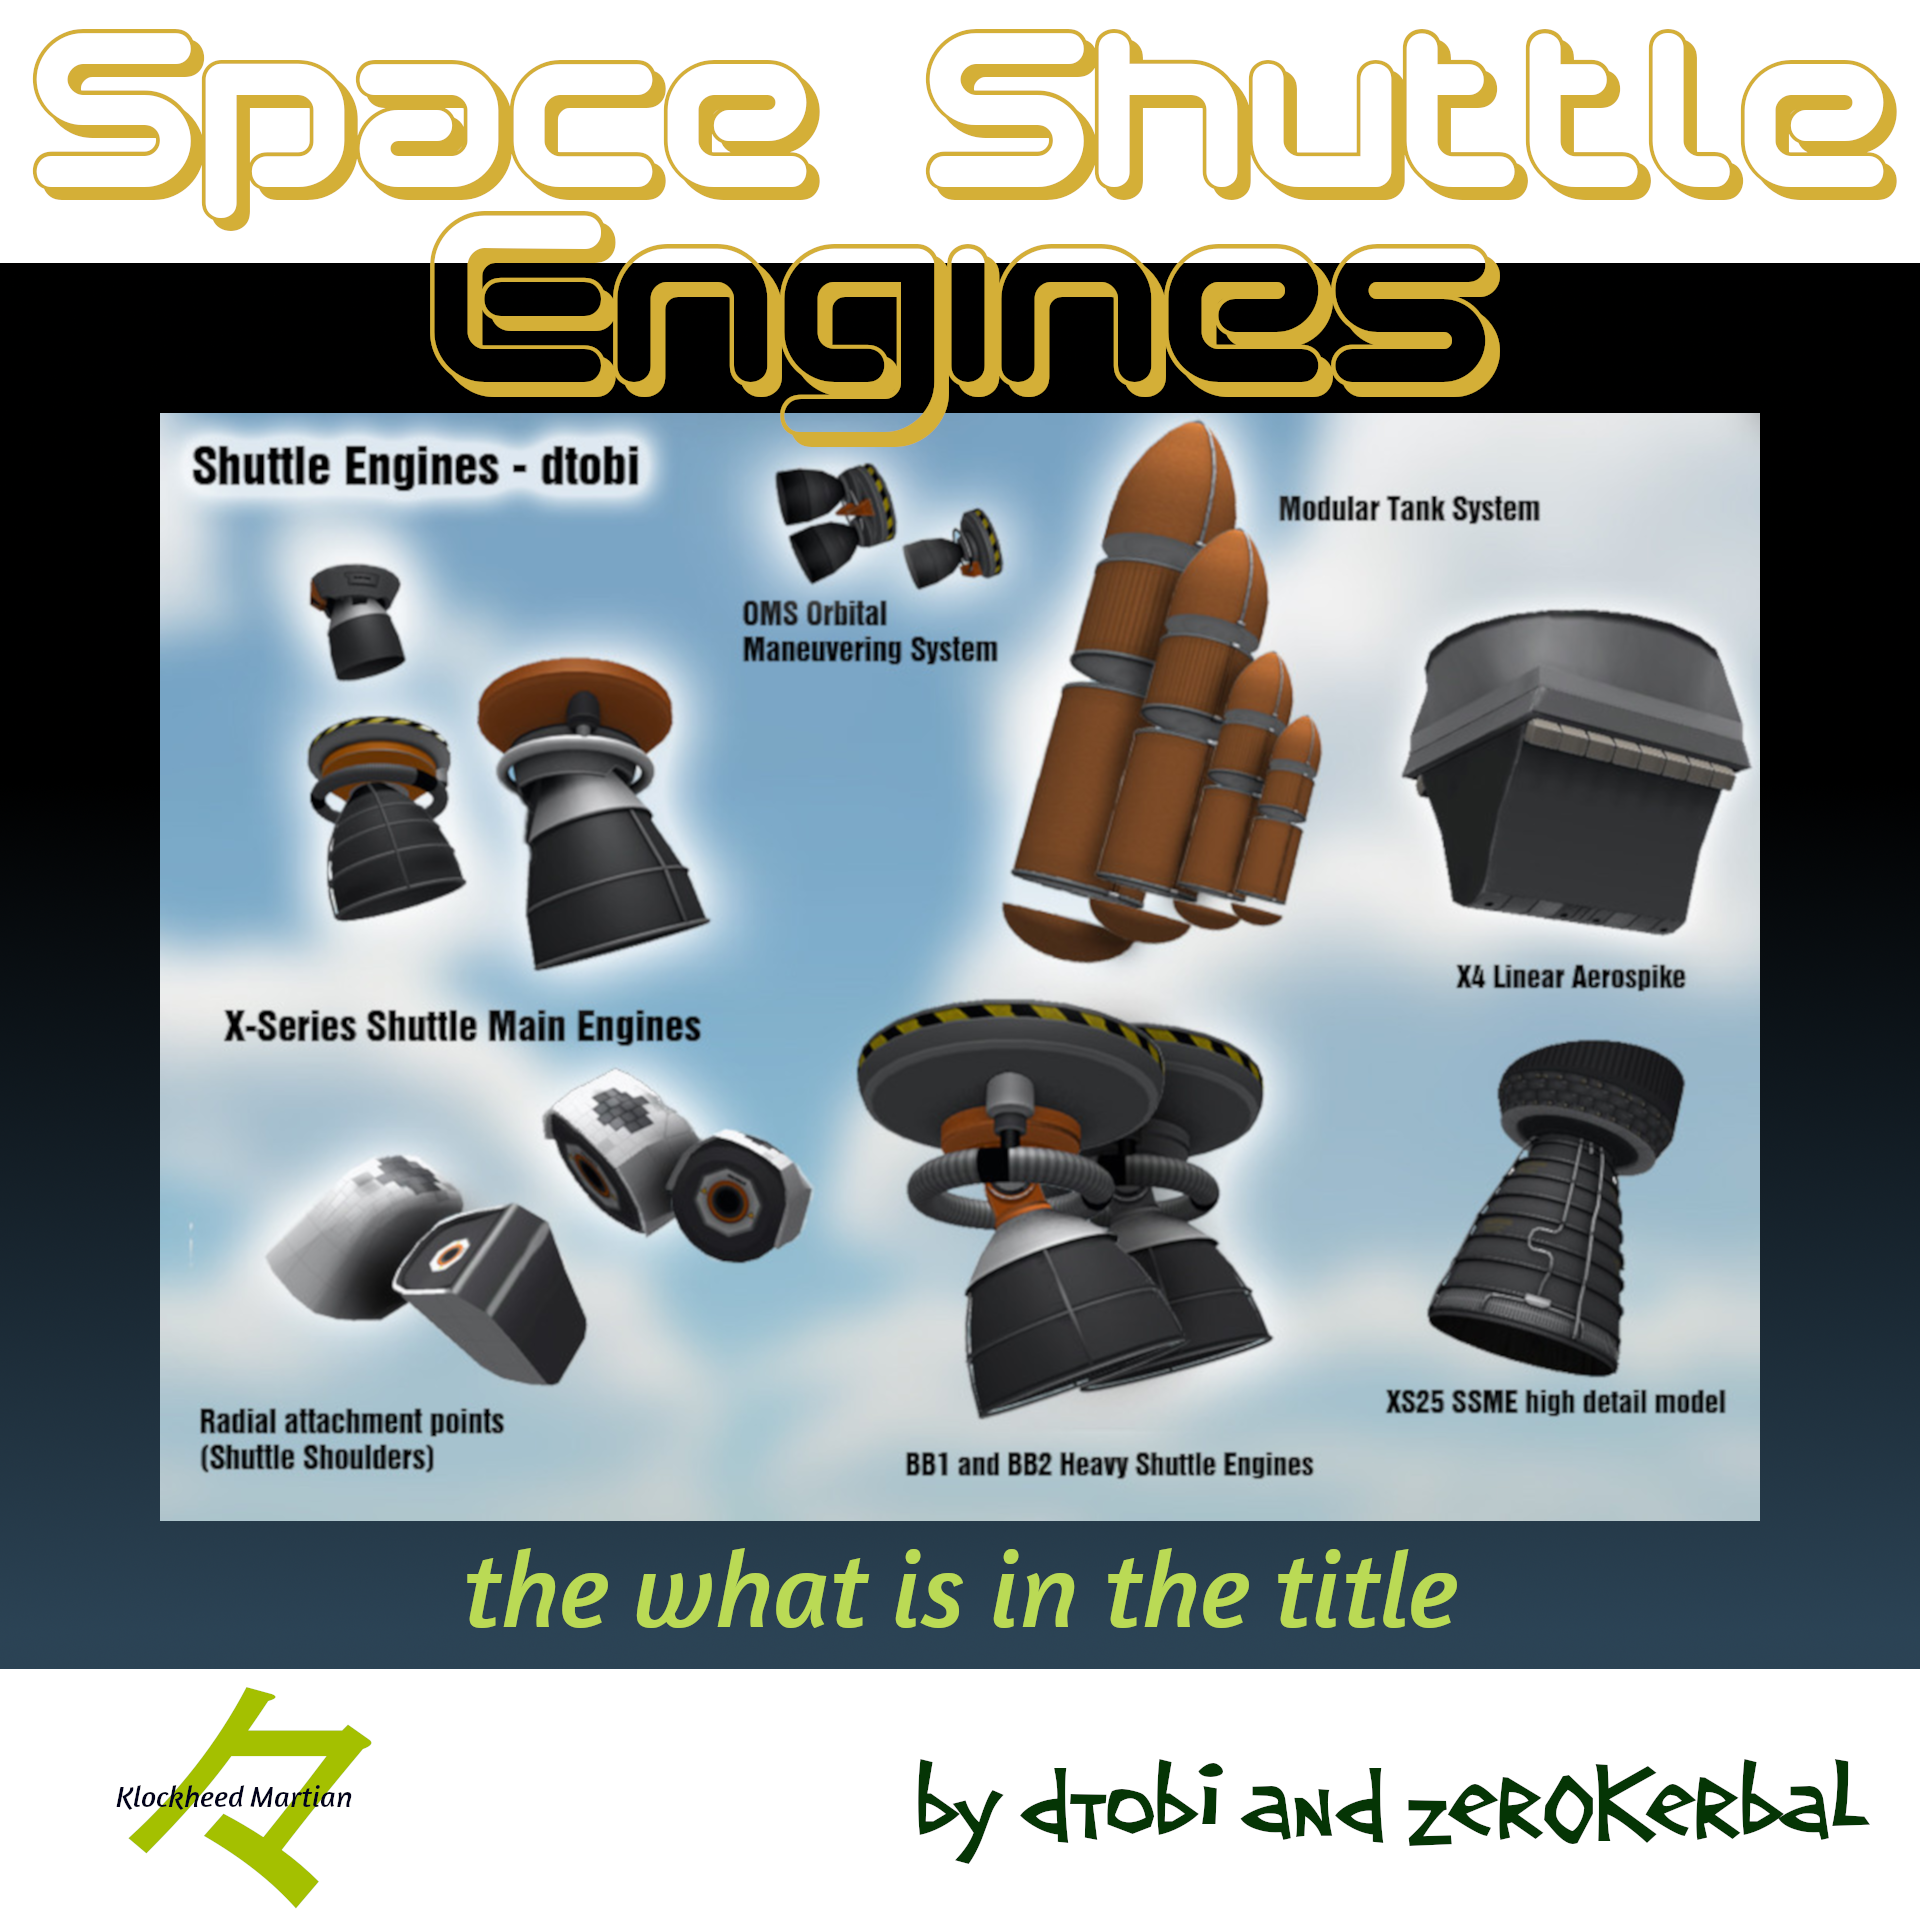 Space Shuttle
Engines
Shuttle Engines - dtobi
Modular Tank System
OMS Orbital
Maneuvering System
X4 Linear Aerospike
X-Series Shuttle Main Engines
XS25 SSME high detail model
Radial attachment points
(Shuttle Shoulders)
BB1 and BB2 Heavy Shuttle Engines
the what is in the title
Klockheed Martian
by dtobi and zer0Kerbal